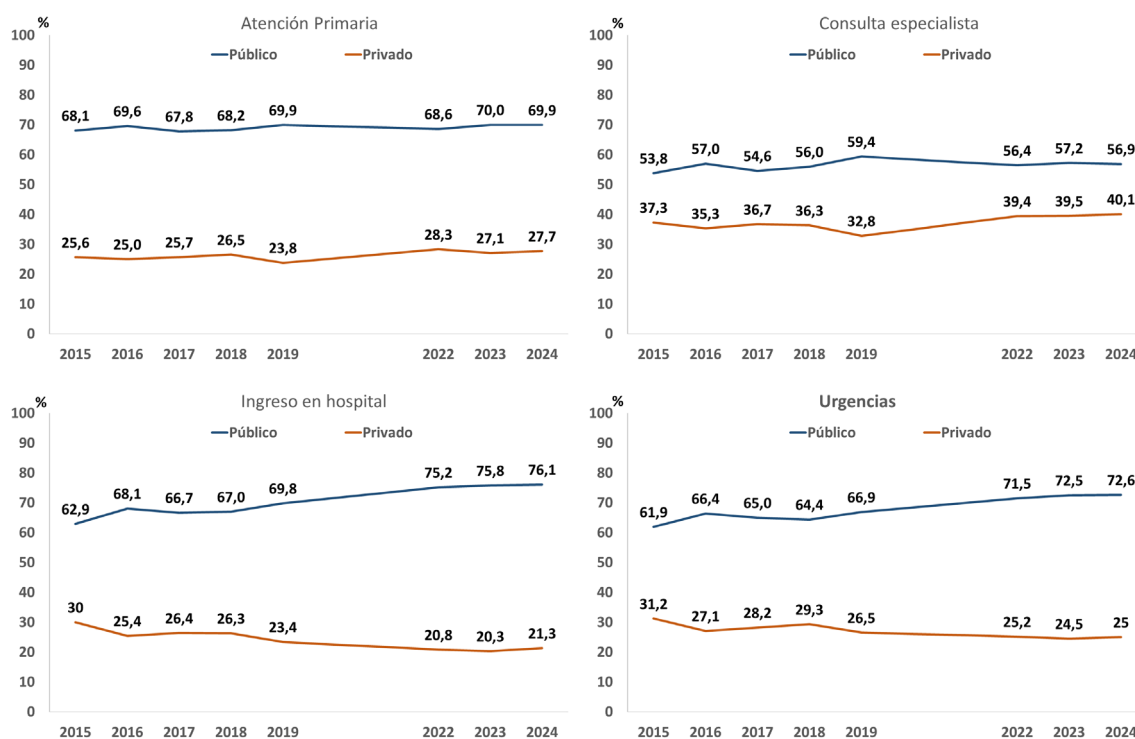 Atención Primaria
%
Público Privado
100
90
80
70
60
50
40
30
20
10
0
68,1 69,6 67,8 68,2 69,9 68,6 70,0 69,9
25,6 25,0 25,7 26,5 23,8 28,3 27,1 27,7
2015 2016 2017 2018 2019 2022 2023 2024
Consulta especialista
%
Público Privado
100
90
80
70
60
50
40
30
20
10
0
53,8 57,0 54,6 56,0 59,4 56,4 57,2 56,9
37,3 35,3 36,7 36,3 32,8 39,4 39,5 40,1
2015 2016 2017 2018 2019 2022 2023 2024
Ingreso en hospital
%
Público Privado
100
90
80
70
60
50
40
30
20
10
0
62,9 68,1 66,7 67,0 69,8 75,2 75,8 76,1
30 25,4 26,4 26,3 23,4 20,8 20,3 21,3
2015 2016 2017 2018 2019 2022 2023 2024
Urgencias
%
Público Privado
100
90
80
70
60
50
40
30
20
10
0
61,9 66,4 65,0 64,4 66,9 71,5 72,5 72,6
31,2 27,1 28,2 29,3 26,5 25,2 24,5 25
2015 2016 2017 2018 2019 2022 2023 2024